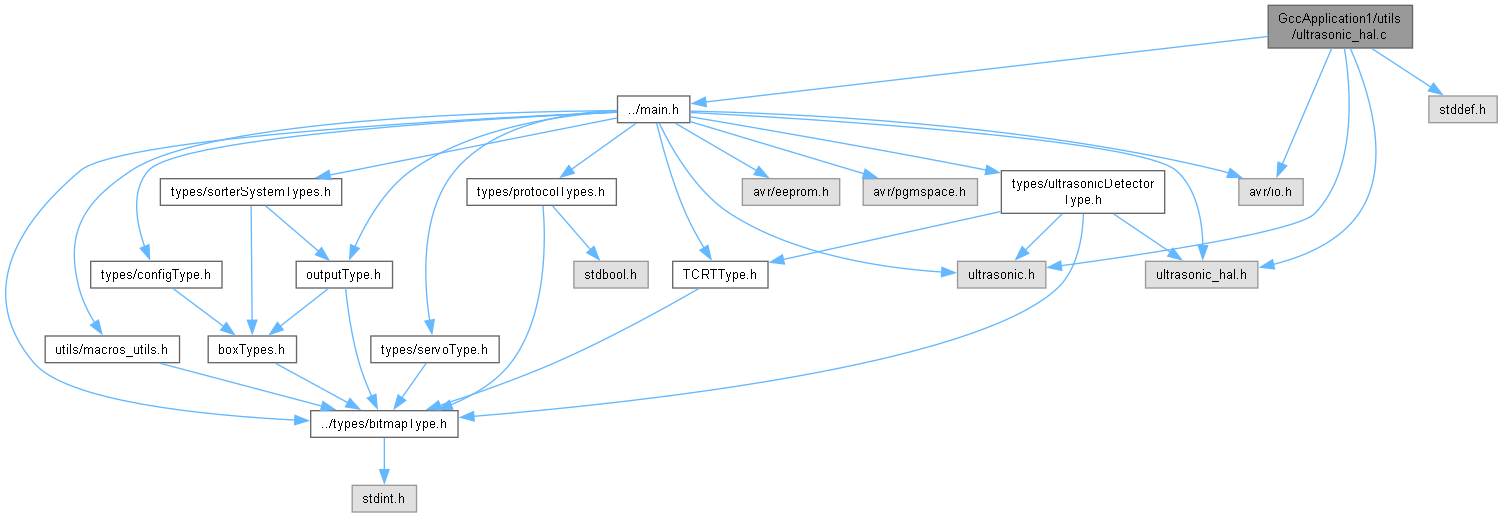 GccApplication1/utils
/ultrasonic_hal.c
../main.h
stddef.h
types/sorterSystemTypes.h
types/protocolTypes.h
avr/eeprom.h
avr/pgmspace.h
types/ultrasonicDetector
Type.h
avr/io.h
types/configType.h
outputType.h
stdbool.h
TCRTType.h
ultrasonic.h
ultrasonic_hal.h
utils/macros_utils.h
boxTypes.h
types/servoType.h
../types/bitmapType.h
stdint.h